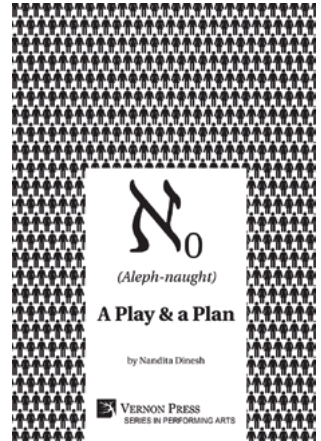 ℵ0
(Aleph-naught)
A Play & a Plan
by Nandita Dinesh
VERNON PRESS
SERIES IN PERFORMING ARTS